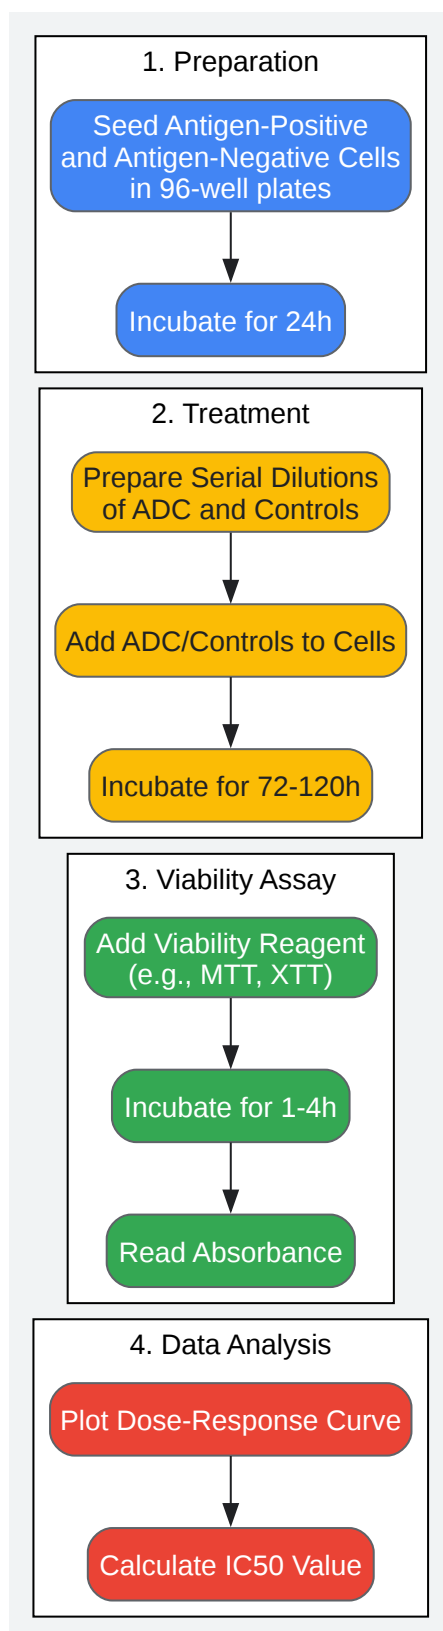 1. Preparation
Seed Antigen-Positive
and Antigen-Negative Cells
in 96-well plates
Incubate for 24h
2. Treatment
Prepare Serial Dilutions
of ADC and Controls
Add ADC/Controls to Cells
Incubate for 72-120h
3. Viability Assay
Add Viability Reagent
(e.g., MTT, XTT)
Incubate for 1-4h
Read Absorbance
4. Data Analysis
Plot Dose-Response Curve
Calculate IC50 Value